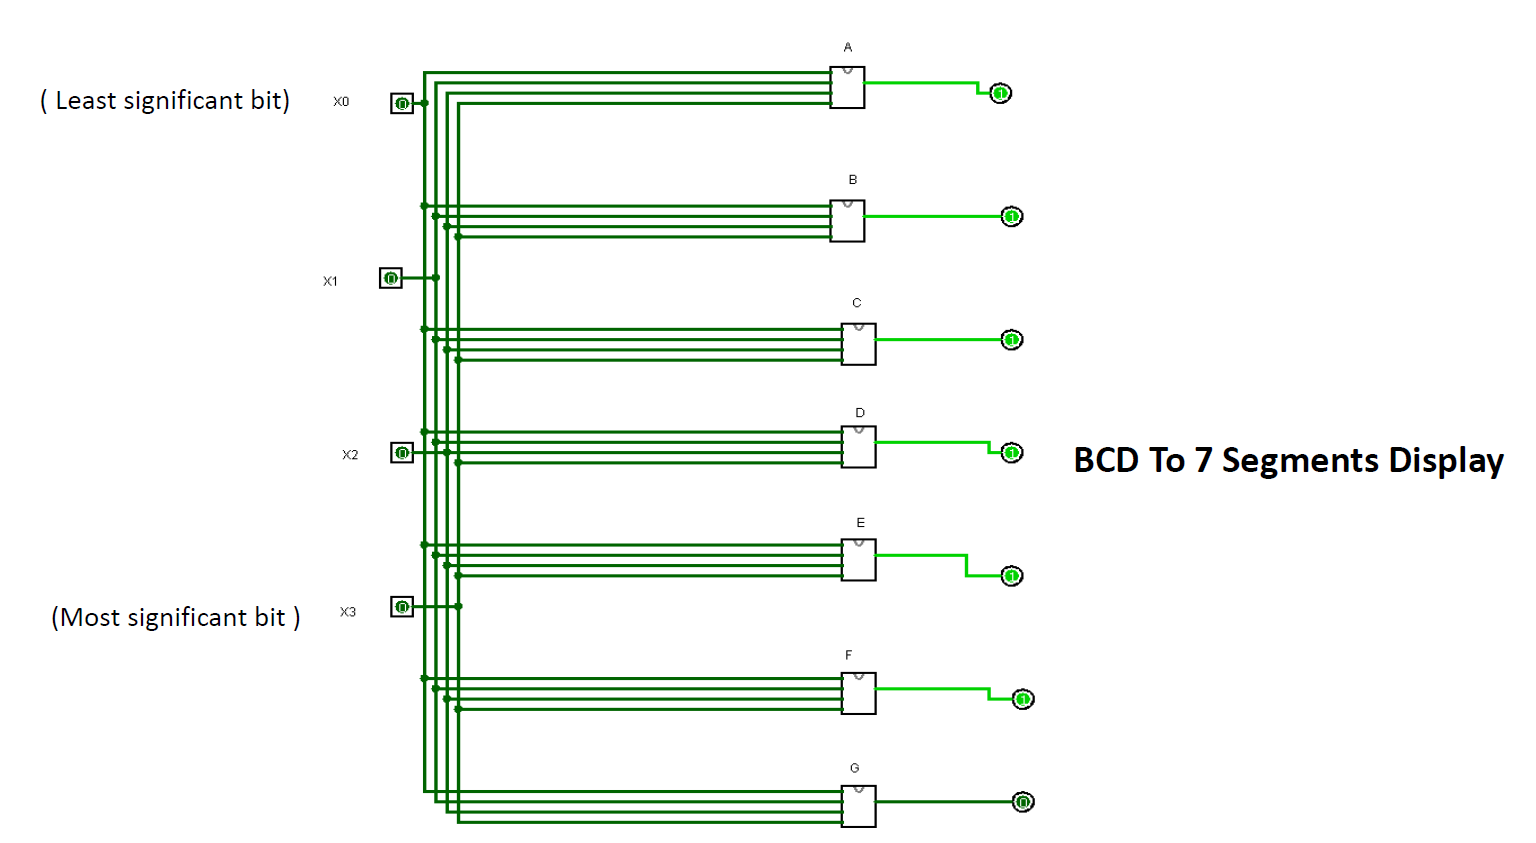 A
( Least significant bit)
X0
0
1
B
1
X1
0
C
1
D
X2
0
1
BCD To 7 Segments Display
E
1
(Most significant bit )
X3
0
F
1
G
0